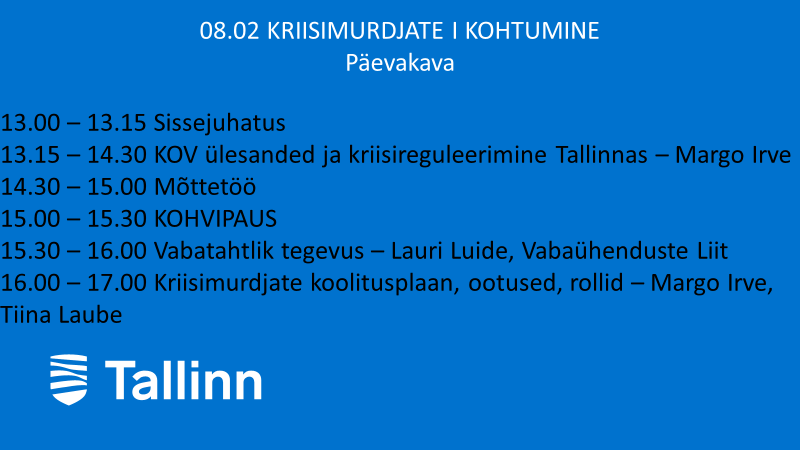 08.02 KRIISIMURDJATE I KOHTUMINE
Päevakava
13.00 – 13.15 Sissejuhatus
13.15 – 14.30 KOV ülesanded ja kriisireguleerimine Tallinnas – Margo Irve
14.30 – 15.00 Mõttetöö
15.00 – 15.30 KOHVIPAUS
15.30 – 16.00 Vabatahtlik tegevus – Lauri Luide, Vabaühenduste Liit
16.00 – 17.00 Kriisimurdjate koolitusplaan, ootused, rollid – Margo Irve,
Tiina Laube
Tallinn